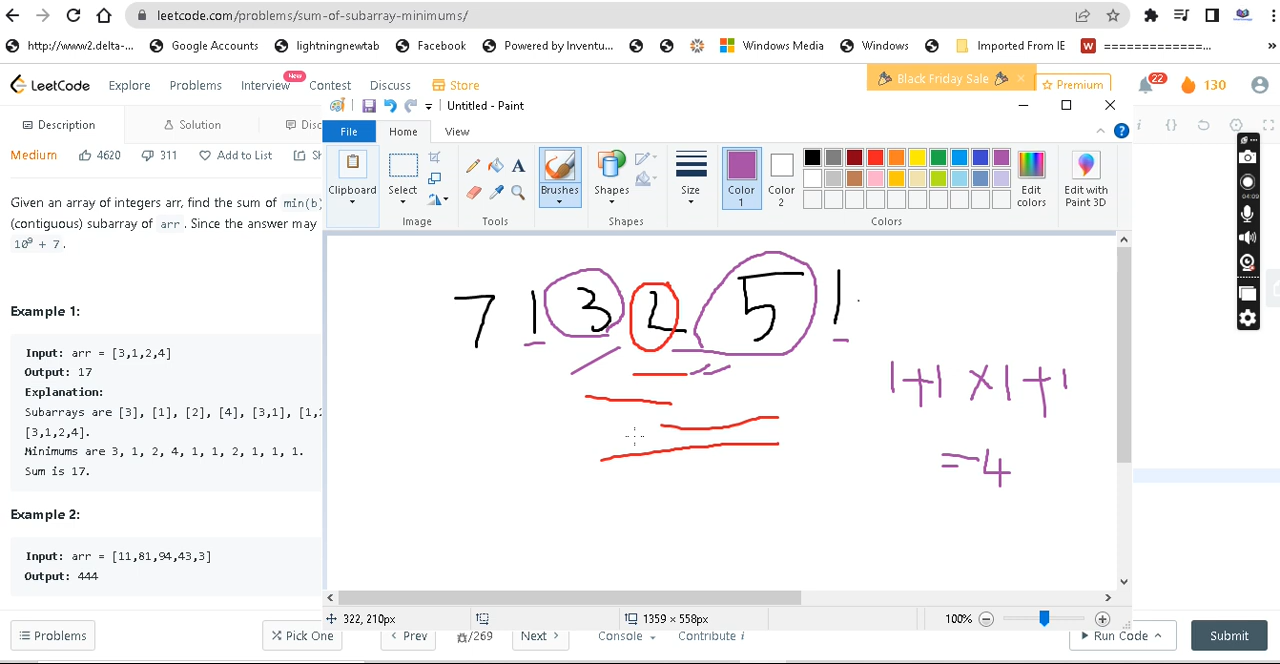 leetcode.com/problems/sum-of-subarray-minimums/
http://www2.delta-... Google Accounts lightningnewtab Facebook Powered by Inventu... Windows Media Windows Imported From IE W =============... »
LeetCode Explore Problems Interview New Contest Discuss Store Black Friday Sale × Premium 22 130
Untitled - Paint
Description Solution Disc
File Home View
Medium 4620 311 Add to List Sh
Clipboard Select Brushes Shapes Size Color 1 Color 2 Edit colors Edit with Paint 3D
Image Tools Shapes Colors
04:09
Given an array of integers arr, find the sum of min(b)
(contiguous) subarray of arr. Since the answer may
10⁹ + 7.
7 1 3 2 5 1
1+1 × 1+1
= 4
Example 1:
Input: arr = [3,1,2,4]
Output: 17
Explanation:
Subarrays are [3], [1], [2], [4], [3,1], [1,2
[3,1,2,4].
Minimums are 3, 1, 2, 4, 1, 1, 2, 1, 1, 1.
Sum is 17.
Example 2:
Input: arr = [11,81,94,43,3]
Output: 444
322, 210px 1359 × 558px 100%
Problems Pick One Prev /269 Next Console Contribute i Run Code Submit